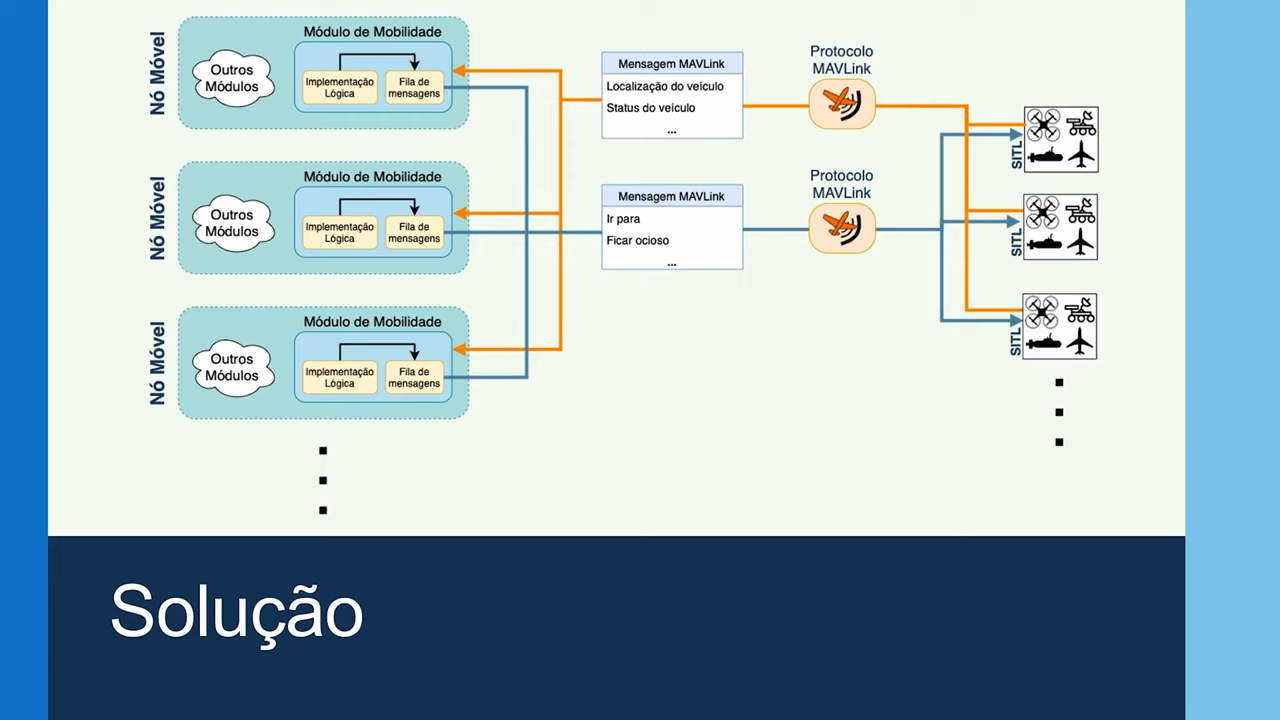 Nó Móvel
Outros
Módulos
Módulo de Mobilidade
Implementação
Lógica
Fila de
mensagens
Nó Móvel
Outros
Módulos
Módulo de Mobilidade
Implementação
Lógica
Fila de
mensagens
Nó Móvel
Outros
Módulos
Módulo de Mobilidade
Implementação
Lógica
Fila de
mensagens
Mensagem MAVLink
Localização do veículo
Status do veículo
...
Protocolo
MAVLink
Mensagem MAVLink
Ir para
Ficar ocioso
...
Protocolo
MAVLink
SITL
SITL
SITL
Solução